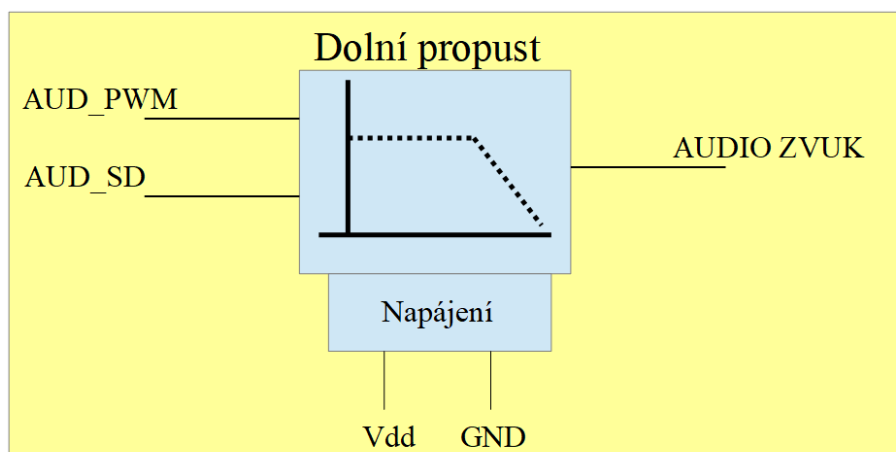 Dolní propust
AUD_PWM
AUD_SD
AUDIO ZVUK
Napájení
Vdd
GND